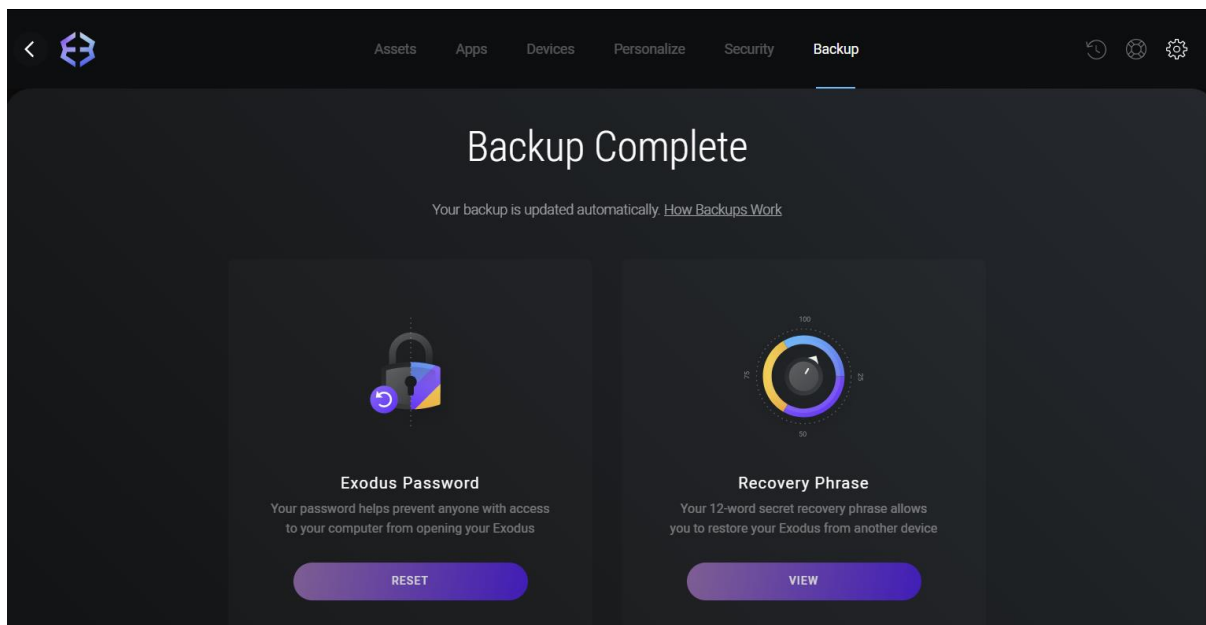 Assets Apps Devices Personalize Security Backup
Backup Complete
Your backup is updated automatically. How Backups Work
100
75
25
50
Exodus Password
Your password helps prevent anyone with access
to your computer from opening your Exodus
RESET
Recovery Phrase
Your 12-word secret recovery phrase allows
you to restore your Exodus from another device
VIEW